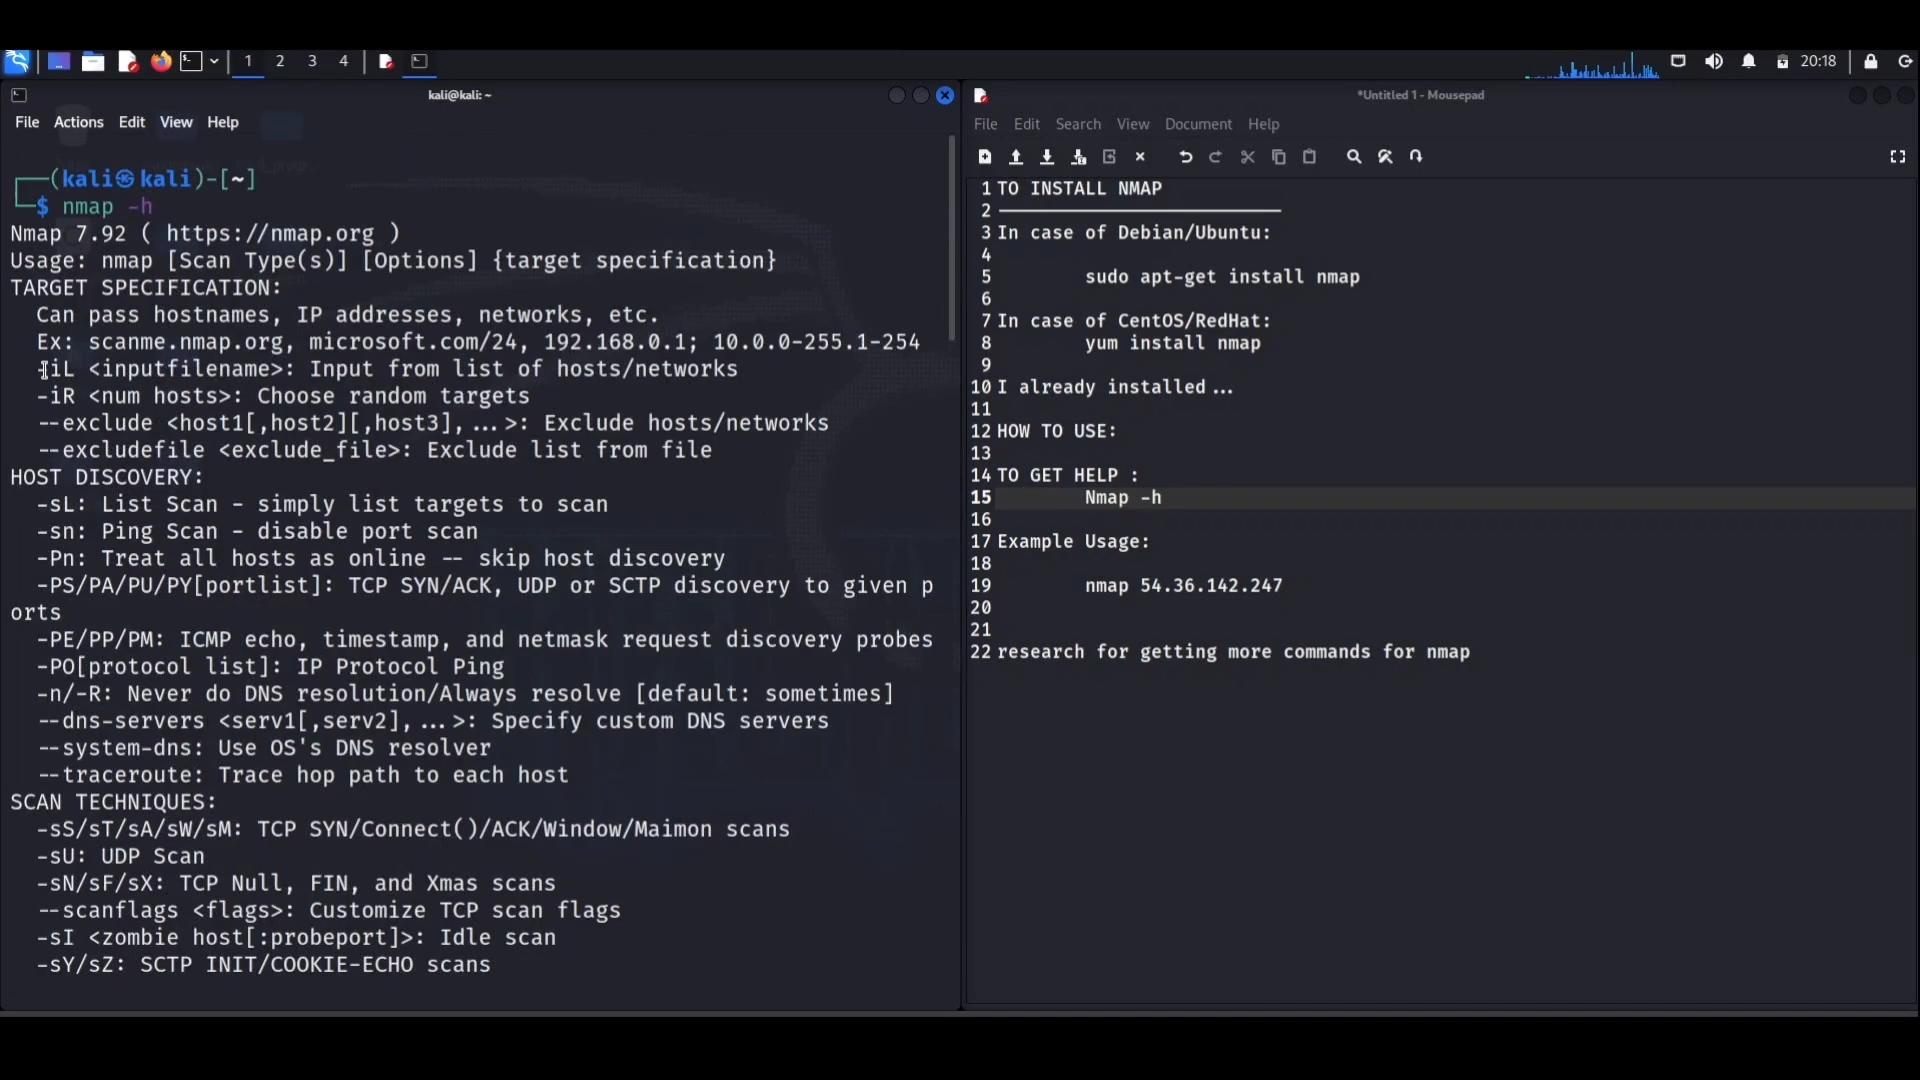 1 2 3 4
20:18
kali@kali: ~
File Actions Edit View Help
(kali㉿kali)-[~]
$ nmap -h
Nmap 7.92 ( https://nmap.org )
Usage: nmap [Scan Type(s)] [Options] {target specification}
TARGET SPECIFICATION:
Can pass hostnames, IP addresses, networks, etc.
Ex: scanme.nmap.org, microsoft.com/24, 192.168.0.1; 10.0.0-255.1-254
-iL <inputfilename>: Input from list of hosts/networks
-iR <num hosts>: Choose random targets
--exclude <host1[,host2][,host3],...>: Exclude hosts/networks
--excludefile <exclude_file>: Exclude list from file
HOST DISCOVERY:
-sL: List Scan - simply list targets to scan
-sn: Ping Scan - disable port scan
-Pn: Treat all hosts as online -- skip host discovery
-PS/PA/PU/PY[portlist]: TCP SYN/ACK, UDP or SCTP discovery to given p
orts
-PE/PP/PM: ICMP echo, timestamp, and netmask request discovery probes
-PO[protocol list]: IP Protocol Ping
-n/-R: Never do DNS resolution/Always resolve [default: sometimes]
--dns-servers <serv1[,serv2],...>: Specify custom DNS servers
--system-dns: Use OS's DNS resolver
--traceroute: Trace hop path to each host
SCAN TECHNIQUES:
-sS/sT/sA/sW/sM: TCP SYN/Connect()/ACK/Window/Maimon scans
-sU: UDP Scan
-sN/sF/sX: TCP Null, FIN, and Xmas scans
--scanflags <flags>: Customize TCP scan flags
-sI <zombie host[:probeport]>: Idle scan
-sY/sZ: SCTP INIT/COOKIE-ECHO scans
*Untitled 1 - Mousepad
File Edit Search View Document Help
1 TO INSTALL NMAP
2
3 In case of Debian/Ubuntu:
4
5 sudo apt-get install nmap
6
7 In case of CentOS/RedHat:
8 yum install nmap
9
10 I already installed...
11
12 HOW TO USE:
13
14 TO GET HELP :
15 Nmap -h
16
17 Example Usage:
18
19 nmap 54.36.142.247
20
21
22 research for getting more commands for nmap